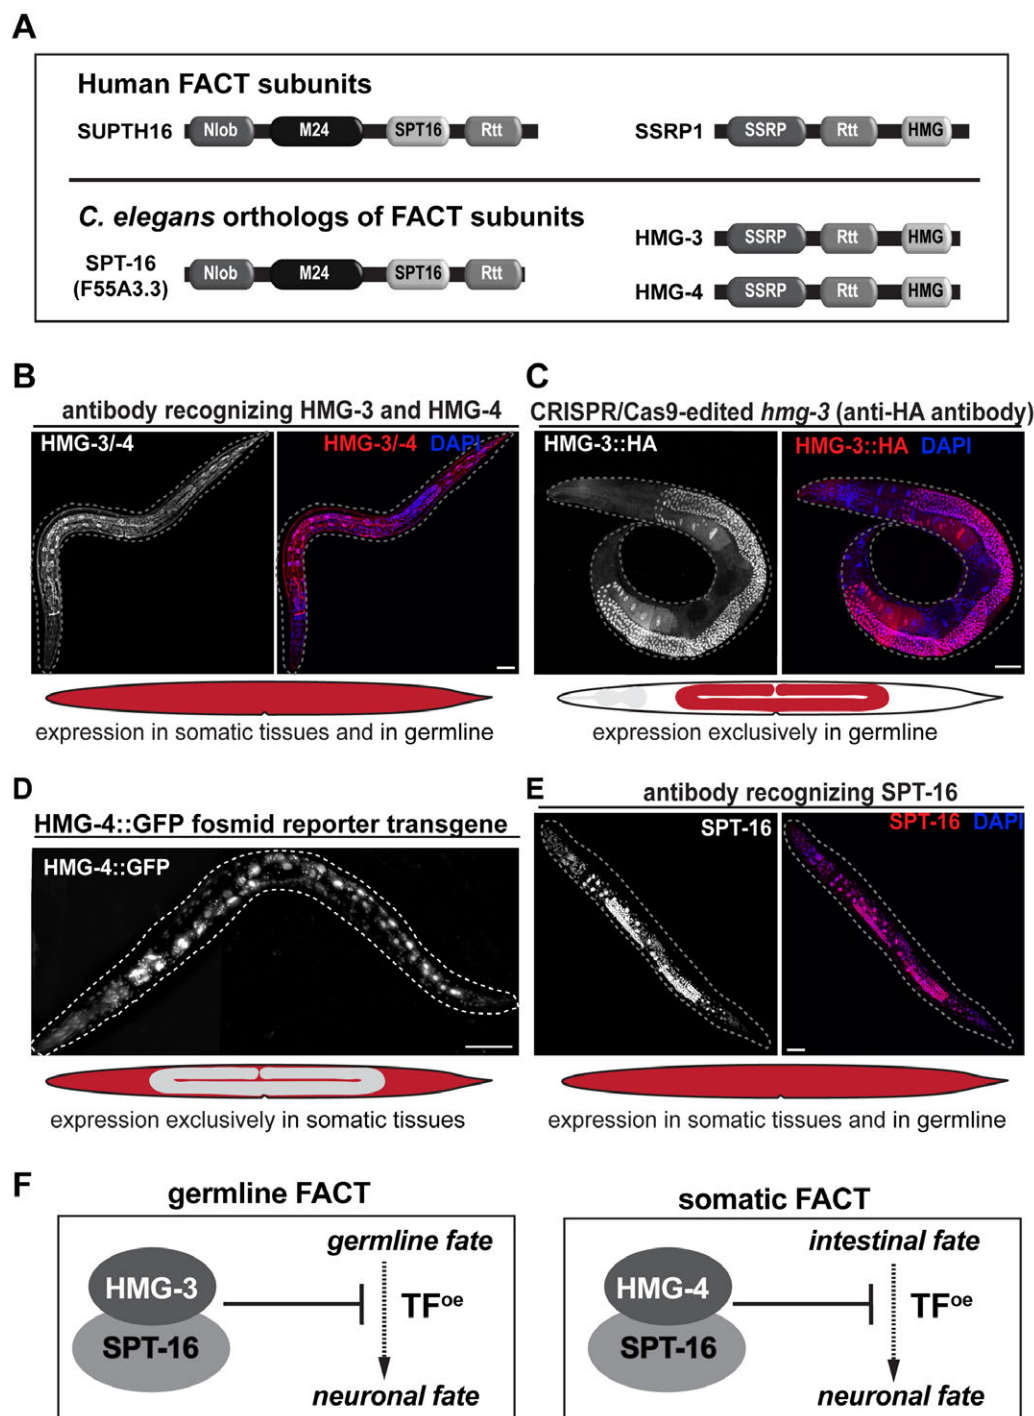 A
Human FACT subunits
SUPTH16 Nlob M24 SPT16 Rtt
SSRP1 SSRP Rtt HMG
C. elegans orthologs of FACT subunits
SPT-16
(F55A3.3)
Nlob M24 SPT16 Rtt
HMG-3 SSRP Rtt HMG
HMG-4 SSRP Rtt HMG
B
antibody recognizing HMG-3 and HMG-4
HMG-3/-4
HMG-3/-4 DAPI
expression in somatic tissues and in germline
C
CRISPR/Cas9-edited hmg-3 (anti-HA antibody)
HMG-3::HA
HMG-3::HA DAPI
expression exclusively in germline
D
HMG-4::GFP fosmid reporter transgene
HMG-4::GFP
expression exclusively in somatic tissues
E
antibody recognizing SPT-16
SPT-16
SPT-16 DAPI
expression in somatic tissues and in germline
F
germline FACT
HMG-3
SPT-16
germline fate
TFoe
neuronal fate
somatic FACT
HMG-4
SPT-16
intestinal fate
TFoe
neuronal fate